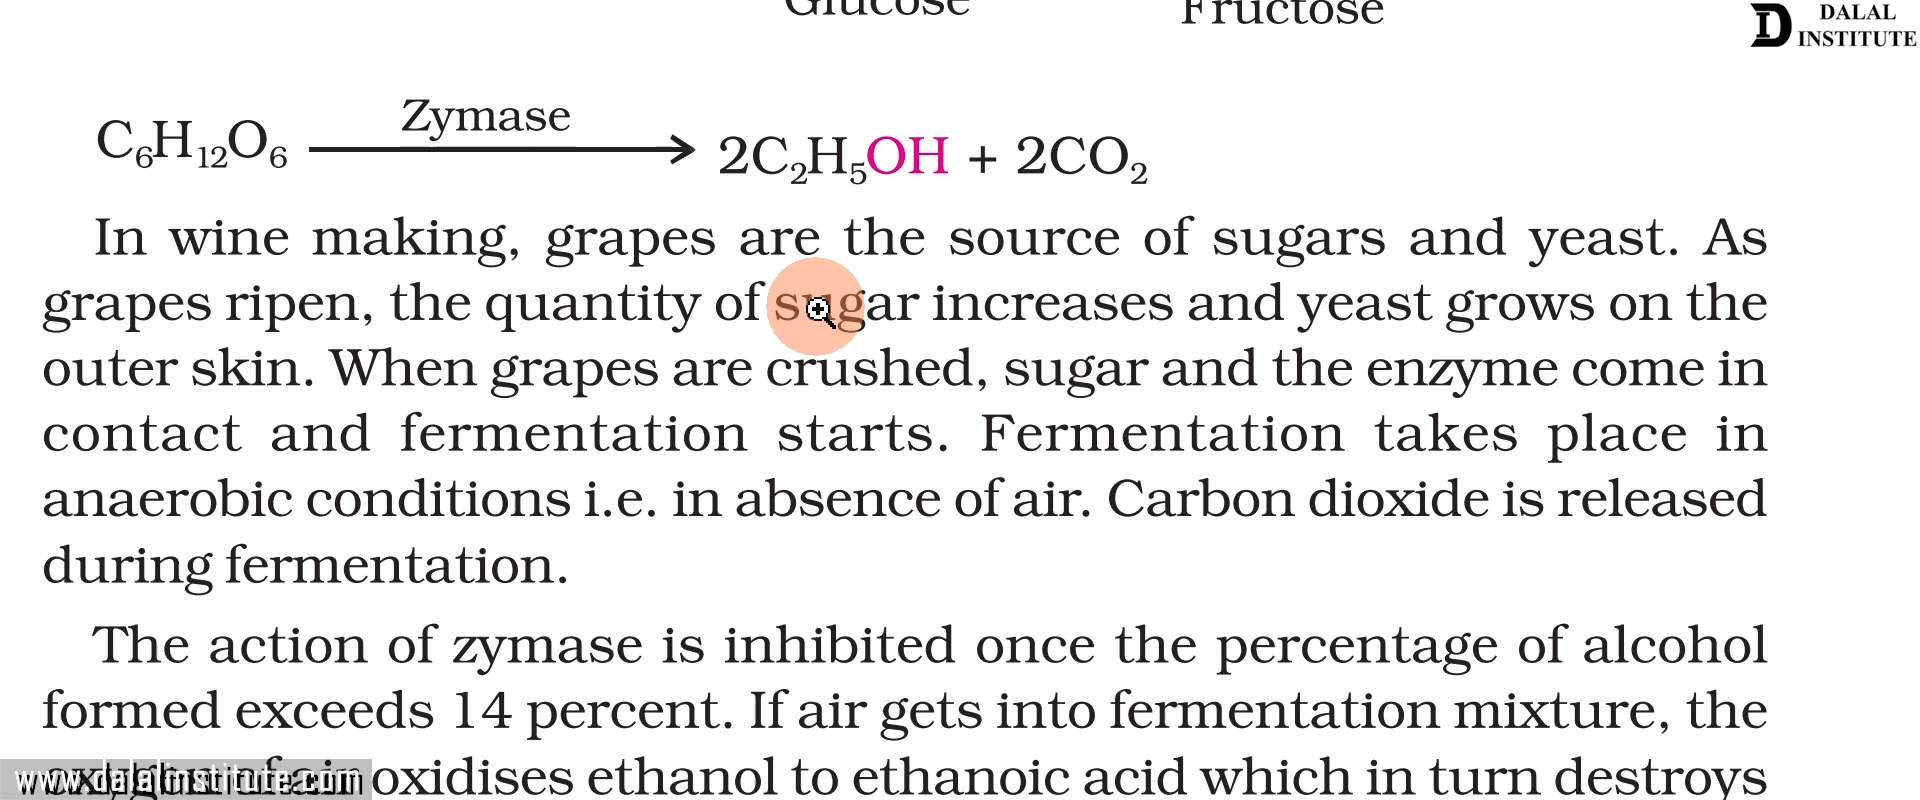 Glucose Fructose
DALAL
INSTITUTE
Zymase
C₆H₁₂O₆ ⟶ 2C₂H₅OH + 2CO₂
In wine making, grapes are the source of sugars and yeast. As
grapes ripen, the quantity of sugar increases and yeast grows on the
outer skin. When grapes are crushed, sugar and the enzyme come in
contact and fermentation starts. Fermentation takes place in
anaerobic conditions i.e. in absence of air. Carbon dioxide is released
during fermentation.
The action of zymase is inhibited once the percentage of alcohol
formed exceeds 14 percent. If air gets into fermentation mixture, the
oxygen of air oxidises ethanol to ethanoic acid which in turn destroys
www.dalalinstitute.com